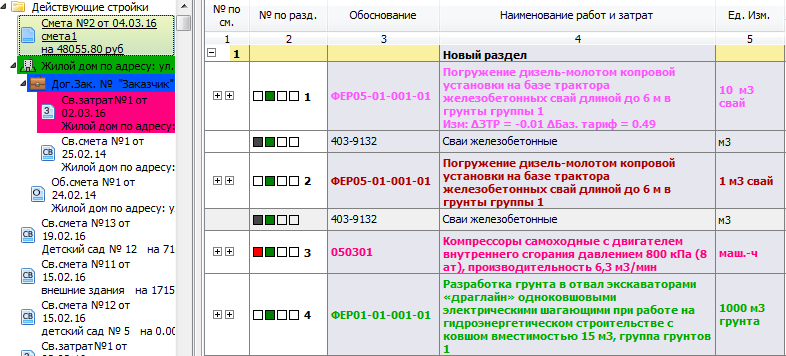 Действующие стройки
Смета №2 от 04.03.16
смета1
на 48055.80 руб
Жилой дом по адресу: ул.
Дог.Зак. № "Заказчик"
Св.затрат№1 от
02.03.16
Жилой дом по адресу:
З
Св.смета №1 от
25.02.14
Жилой дом по адресу:
СВ
Об.смета №1 от
24.02.14
Жилой дом по адресу: у
О
Св.смета №13 от
19.02.16
Детский сад № 12 на 71
СВ
Св.смета №11 от
15.02.16
внешние здания на 1715
СВ
Св.смета №12 от
15.02.16
детский сад № 5 на 0.00
СВ
Св.затрат№1 от
№ по см.
№ по разд.
Обоснование
Наименование работ и затрат
Ед. Изм.
1 2 3 4 5
1 Новый раздел
1 ФЕР05-01-001-01
Погружение дизель-молотом копровой
установки на базе трактора
железобетонных свай длиной до 6 м в
грунты группы 1
Изм: ΔЗТР = -0.01 ΔБаз. тариф = 0.49
10 м3
свай
403-9132 Сваи железобетонные м3
2 ФЕР05-01-001-01
Погружение дизель-молотом копровой
установки на базе трактора
железобетонных свай длиной до 6 м в
грунты группы 1
1 м3 свай
403-9132 Сваи железобетонные м3
3 050301
Компрессоры самоходные с двигателем
внутреннего сгорания давлением 800 кПа (8
ат), производительность 6,3 м3/мин
маш.-ч
4 ФЕР01-01-001-01
Разработка грунта в отвал экскаваторами
«драглайн» одноковшовыми
электрическими шагающими при работе на
гидроэнергетическом строительстве с
ковшом вместимостью 15 м3, группа грунтов
1
1000 м3
грунта